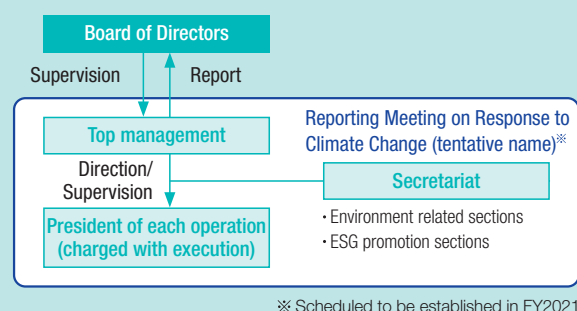 Board of Directors
Supervision
Report
Reporting Meeting on Response to
Climate Change (tentative name)※
Top management
Direction/
Supervision
Secretariat
・Environment related sections
・ESG promotion sections
President of each operation
(charged with execution)
※ Scheduled to be established in FY2021